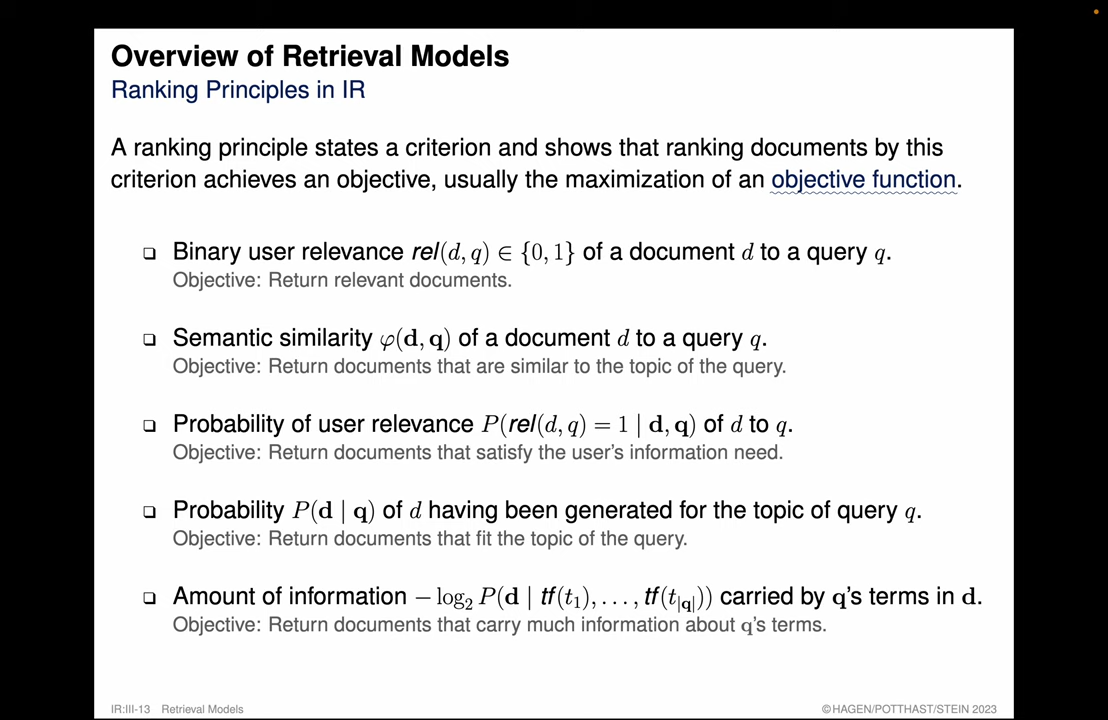 Overview of Retrieval Models
Ranking Principles in IR
A ranking principle states a criterion and shows that ranking documents by this
criterion achieves an objective, usually the maximization of an objective function.
❑ Binary user relevance rel(d, q) ∈ {0, 1} of a document d to a query q.
Objective: Return relevant documents.
❑ Semantic similarity φ(d, q) of a document d to a query q.
Objective: Return documents that are similar to the topic of the query.
❑ Probability of user relevance P(rel(d, q) = 1 | d, q) of d to q.
Objective: Return documents that satisfy the user's information need.
❑ Probability P(d | q) of d having been generated for the topic of query q.
Objective: Return documents that fit the topic of the query.
❑ Amount of information − log₂ P(d | tf(t₁), . . . , tf(t_|q|)) carried by q's terms in d.
Objective: Return documents that carry much information about q's terms.
IR:III-13 Retrieval Models ©HAGEN/POTTHAST/STEIN 2023